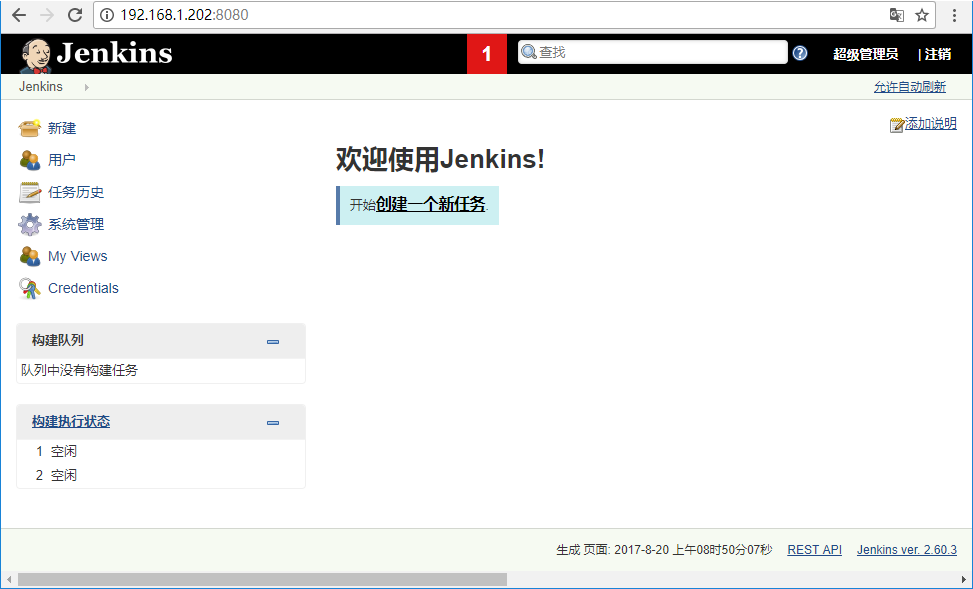 192.168.1.202:8080
Jenkins
1
查找
超级管理员 | 注销
Jenkins
允许自动刷新
添加说明
新建
用户
任务历史
系统管理
My Views
Credentials
欢迎使用Jenkins!
开始创建一个新任务.
构建队列
队列中没有构建任务
构建执行状态
1 空闲
2 空闲
生成 页面: 2017-8-20 上午08时50分07秒 REST API Jenkins ver. 2.60.3